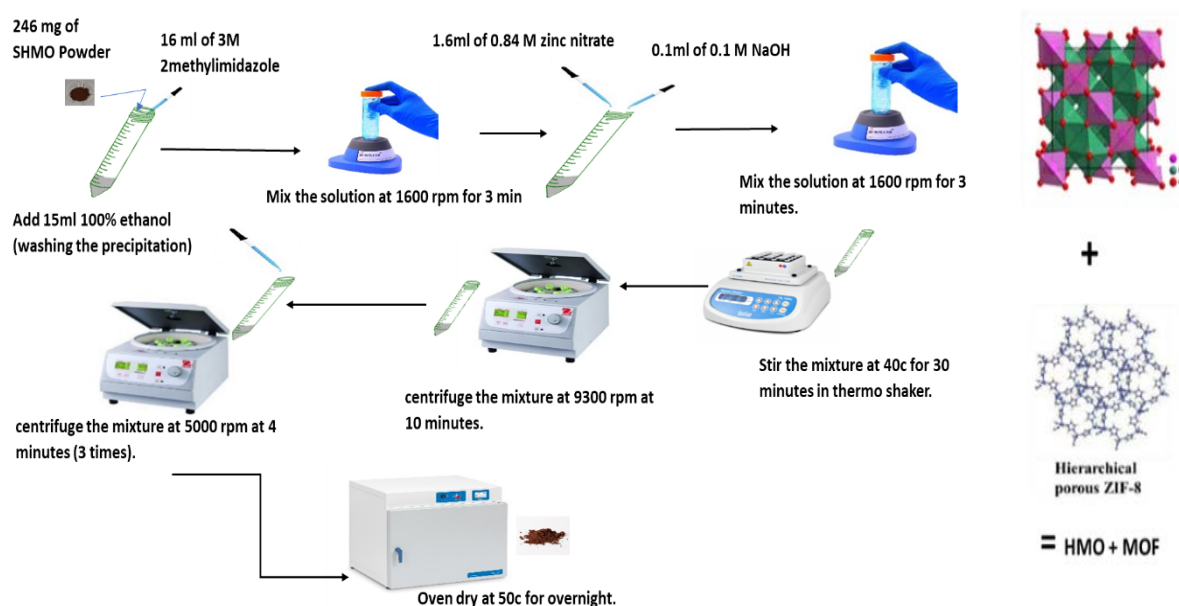 246 mg of
SHMO Powder
16 ml of 3M
2methylimidazole
Mix the solution at 1600 rpm for 3 min
1.6ml of 0.84 M zinc nitrate
0.1ml of 0.1 M NaOH
Mix the solution at 1600 rpm for 3
minutes.
Add 15ml 100% ethanol
(washing the precipitation)
Stir the mixture at 40c for 30
minutes in thermo shaker.
centrifuge the mixture at 9300 rpm at
10 minutes.
centrifuge the mixture at 5000 rpm at 4
minutes (3 times).
Oven dry at 50c for overnight.
+
Hierarchical
porous ZIF-8
= HMO + MOF